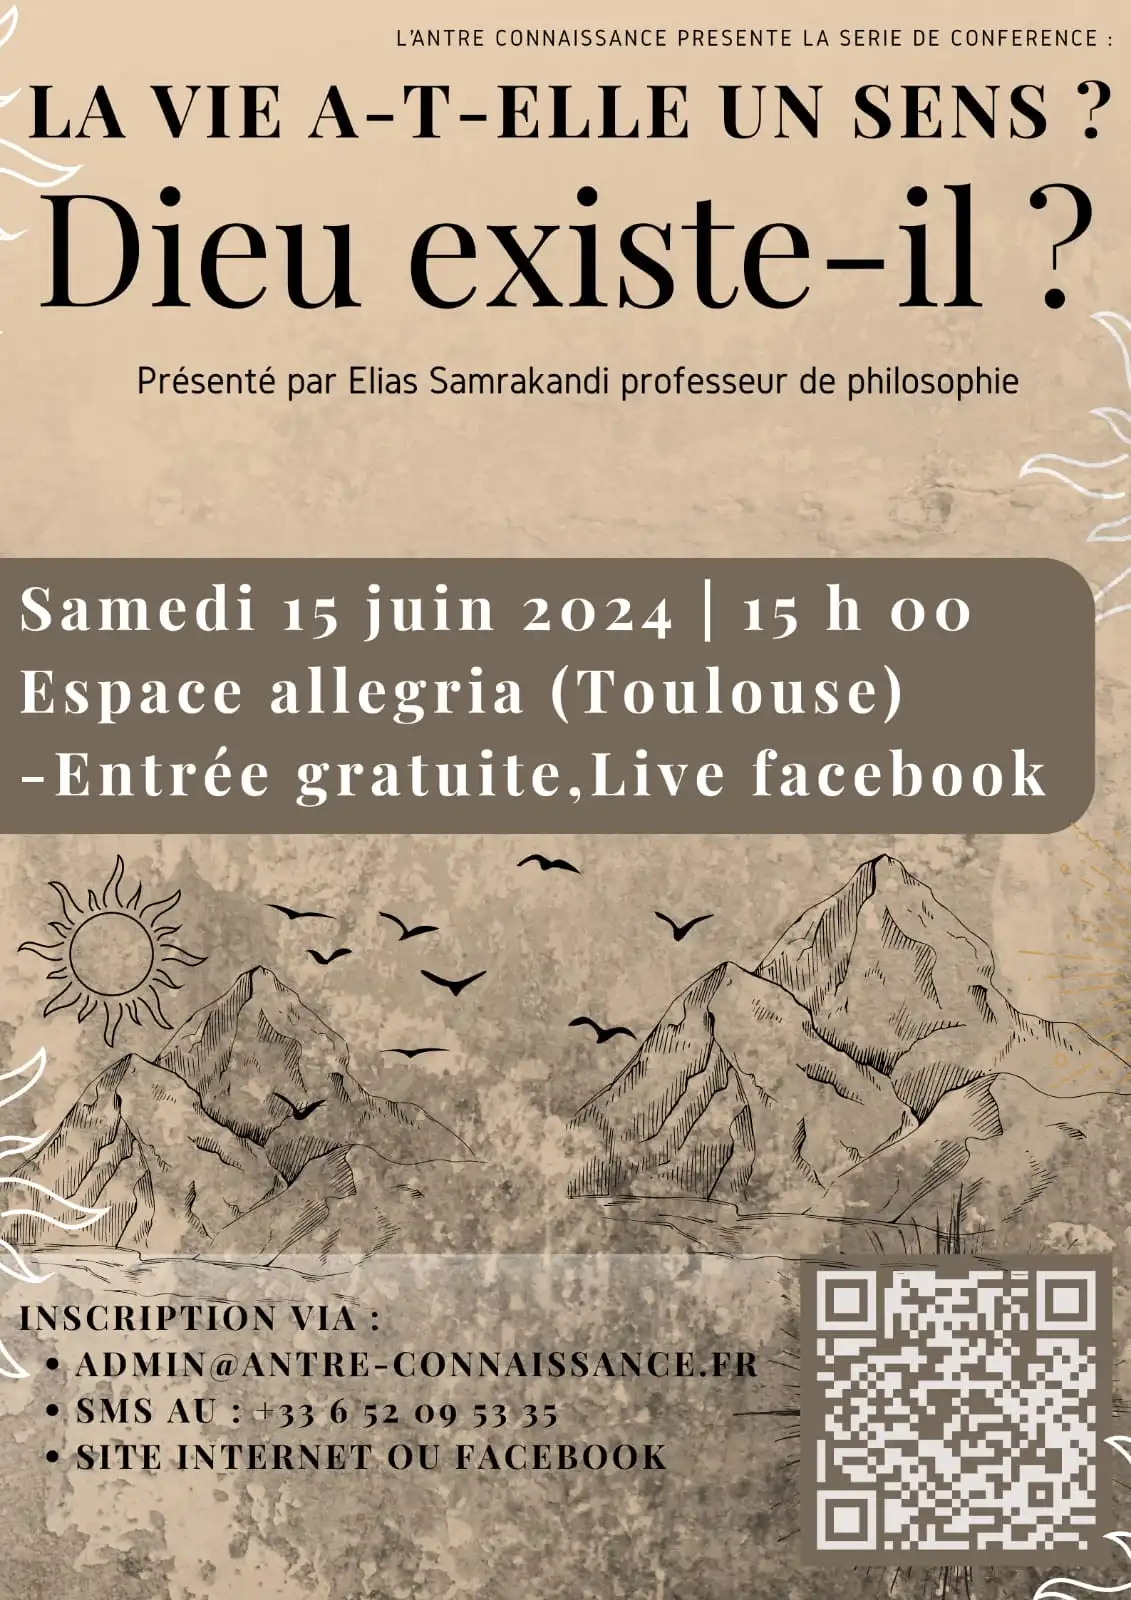 L'ANTRE CONNAISSANCE PRESENTE LA SERIE DE CONFERENCE :
LA VIE A-T-ELLE UN SENS ?
Dieu existe-il ?
Présenté par Elias Samrakandi professeur de philosophie
Samedi 15 juin 2024 | 15 h 00
Espace allegria (Toulouse)
-Entrée gratuite,Live facebook
INSCRIPTION VIA :
• ADMIN@ANTRE-CONNAISSANCE.FR
• SMS AU : +33 6 52 09 53 35
• SITE INTERNET OU FACEBOOK